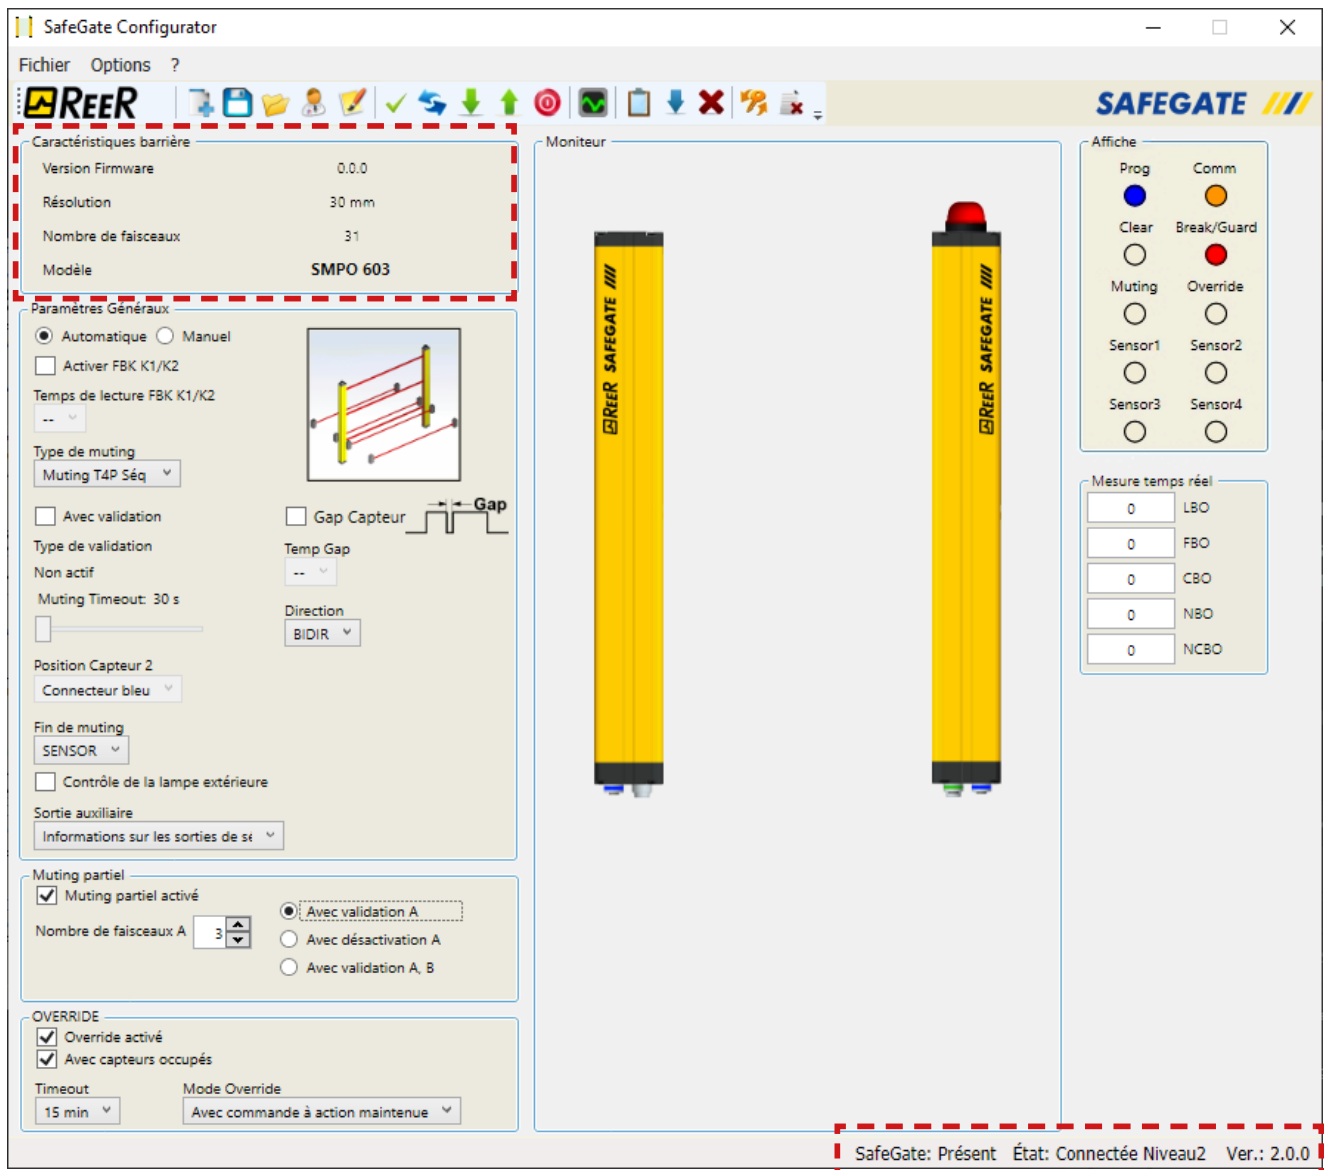 SafeGate Configurator
Fichier Options ?
REER
SAFEGATE
Caractéristiques barrière
Version Firmware 0.0.0
Résolution 30 mm
Nombre de faisceaux 31
Modèle SMPO 603
Paramètres Généraux
Automatique Manuel
Activer FBK K1/K2
Temps de lecture FBK K1/K2
--
Type de muting
Muting T4P Séq
Avec validation
Gap Capteur
Gap
Type de validation
Non actif
Temp Gap
--
Muting Timeout: 30 s
Direction
BIDIR
Position Capteur 2
Connecteur bleu
Fin de muting
SENSOR
Contrôle de la lampe extérieure
Sortie auxiliaire
Informations sur les sorties de sé
Muting partiel
Muting partiel activé
Nombre de faisceaux A 3
Avec validation A
Avec désactivation A
Avec validation A, B
OVERRIDE
Override activé
Avec capteurs occupés
Timeout
15 min
Mode Override
Avec commande à action maintenue
Moniteur
REER SAFEGATE
REER SAFEGATE
Affiche
Prog Comm
Clear Break/Guard
Muting Override
Sensor1 Sensor2
Sensor3 Sensor4
Mesure temps réel
0 LBO
0 FBO
0 CBO
0 NBO
0 NCBO
SafeGate: Présent État: Connectée Niveau2 Ver.: 2.0.0